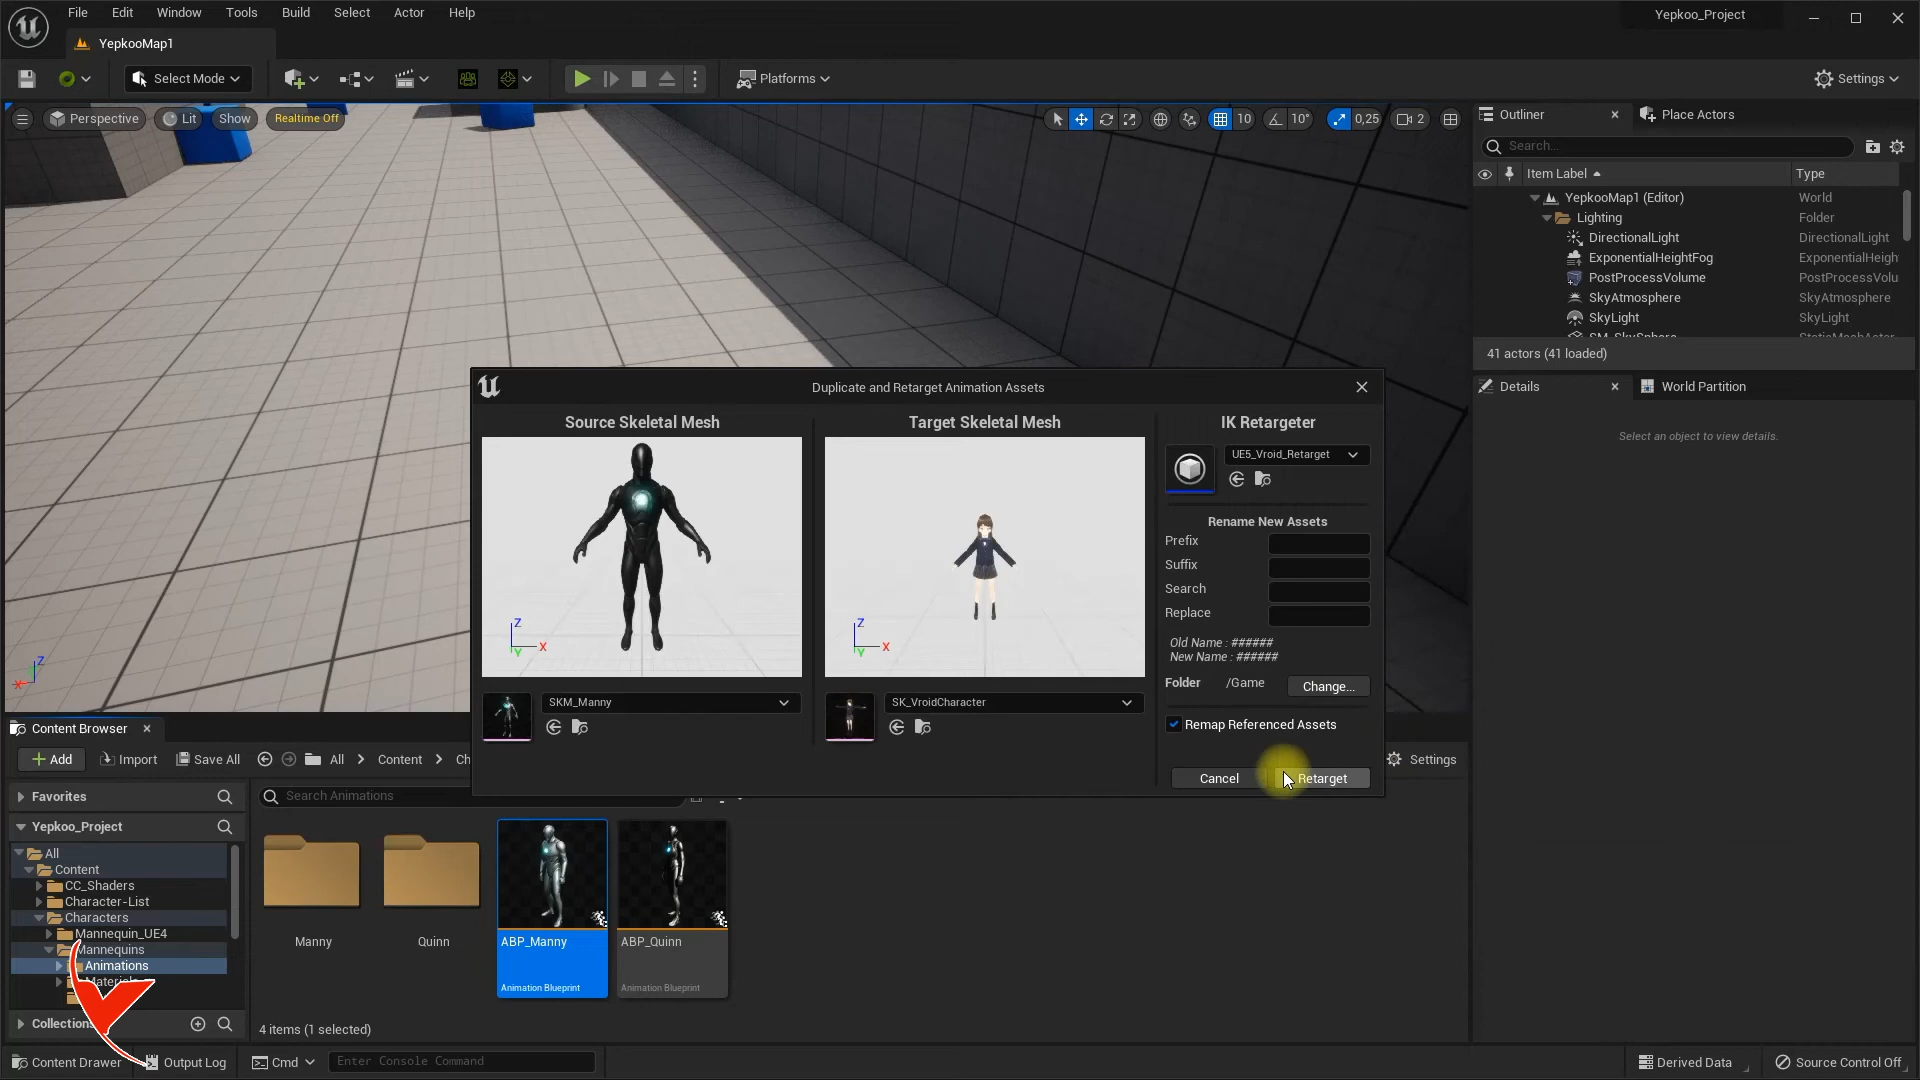 File Edit Window Tools Build Select Actor Help
Yepkoo_Project
YepkooMap1
Select Mode
Platforms
Settings
Perspective
Lit
Show
Realtime Off
10
10°
0,25
2
Outliner
Place Actors
Search...
Item Label
Type
YepkooMap1 (Editor)
World
Lighting
Folder
DirectionalLight
DirectionalLight
ExponentialHeightFog
ExponentialHeigh
PostProcessVolume
PostProcessVolu
SkyAtmosphere
SkyAtmosphere
SkyLight
SkyLight
41 actors (41 loaded)
Details
World Partition
Select an object to view details.
Duplicate and Retarget Animation Assets
Source Skeletal Mesh
Target Skeletal Mesh
IK Retargeter
UE5_Vroid_Retarget
Rename New Assets
Prefix
Suffix
Search
Replace
Old Name : ######
New Name : ######
Folder /Game Change...
Z
X
Y
Z
X
Y
SKM_Manny
SK_VroidCharacter
Remap Referenced Assets
Cancel
Retarget
Z
X
Content Browser
Add
Import
Save All
All
Content
Ch
Settings
Favorites
Search Animations
Yepkoo_Project
All
Content
CC_Shaders
Character-List
Characters
Mannequin_UE4
Mannequins
Animations
Collections
Manny
Quinn
ABP_Manny
Animation Blueprint
ABP_Quinn
Animation Blueprint
4 items (1 selected)
Content Drawer
Output Log
Cmd
Enter Console Command
Derived Data
Source Control Off